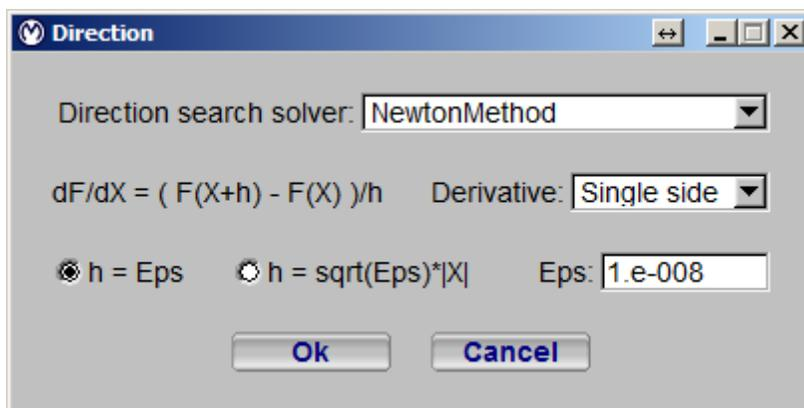 Direction
Direction search solver: NewtonMethod
dF/dX = ( F(X+h) - F(X) )/h Derivative: Single side
h = Eps h = sqrt(Eps)*|X| Eps: 1.e-008
Ok Cancel